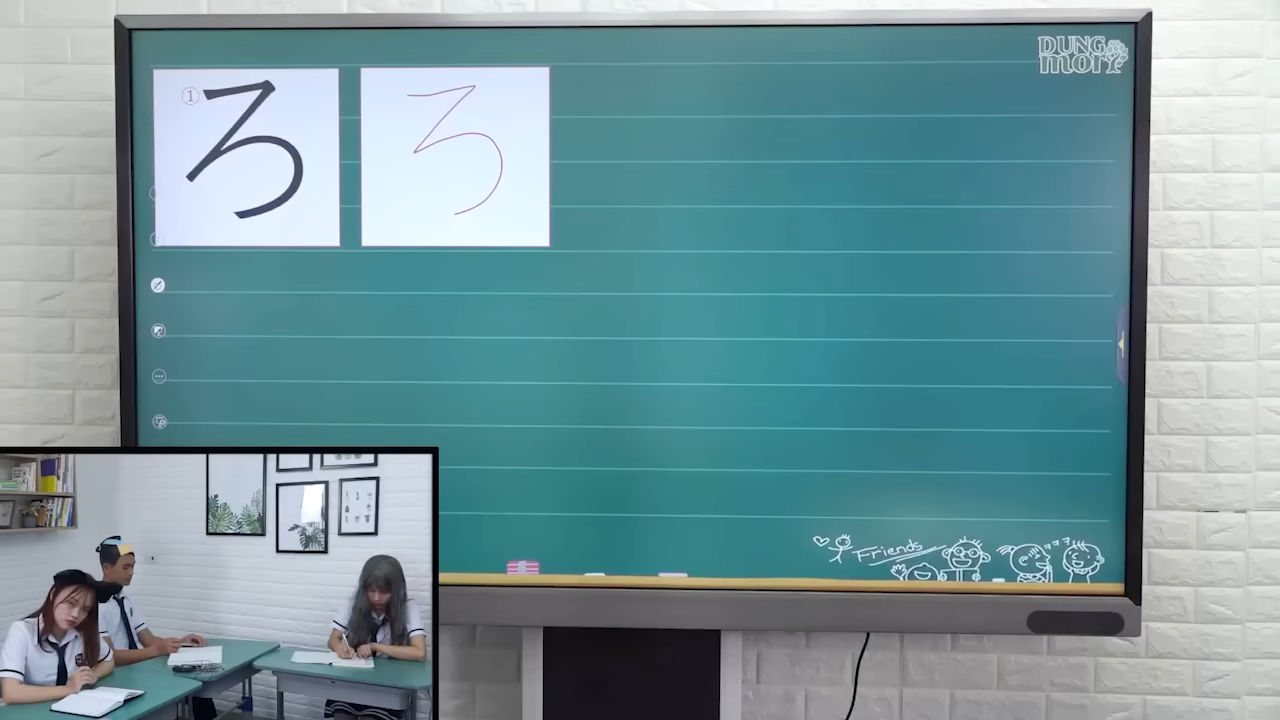 ① ろ ろ
DUNG
mori
Friends